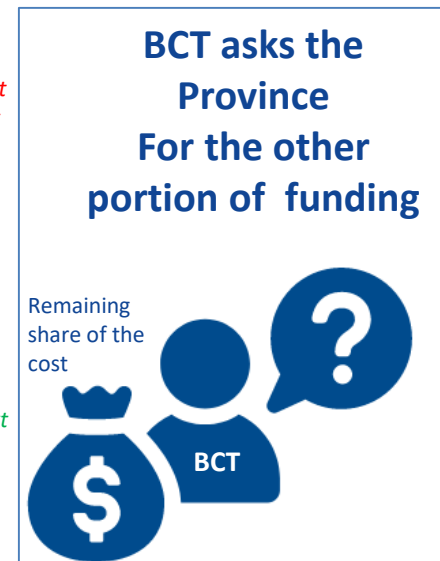 BCT asks the
Province
For the other
portion of funding
Remaining
share of the
cost
?
BCT
$
t
t